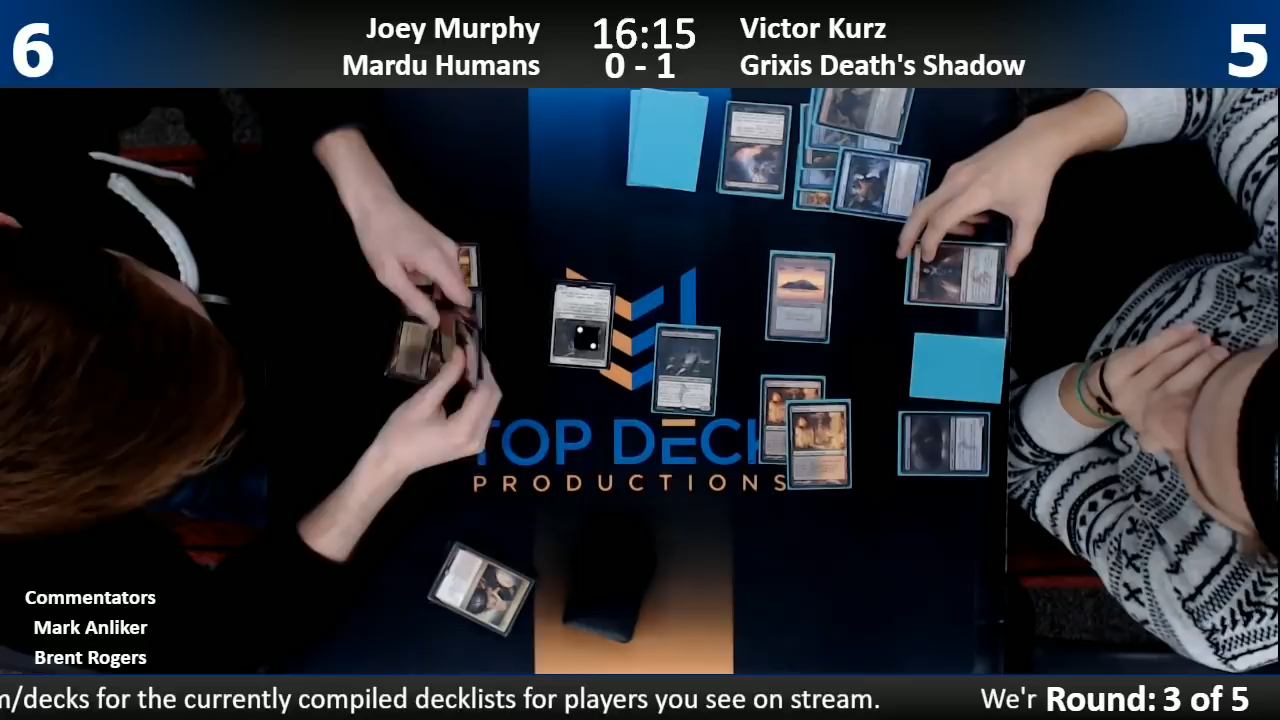 6
Joey Murphy
Mardu Humans
16:15
0 - 1
Victor Kurz
Grixis Death's Shadow
5
TOP DECK
PRODUCTIONS
Commentators
Mark Anliker
Brent Rogers
m/decks for the currently compiled decklists for players you see on stream.
We'r
Round: 3 of 5